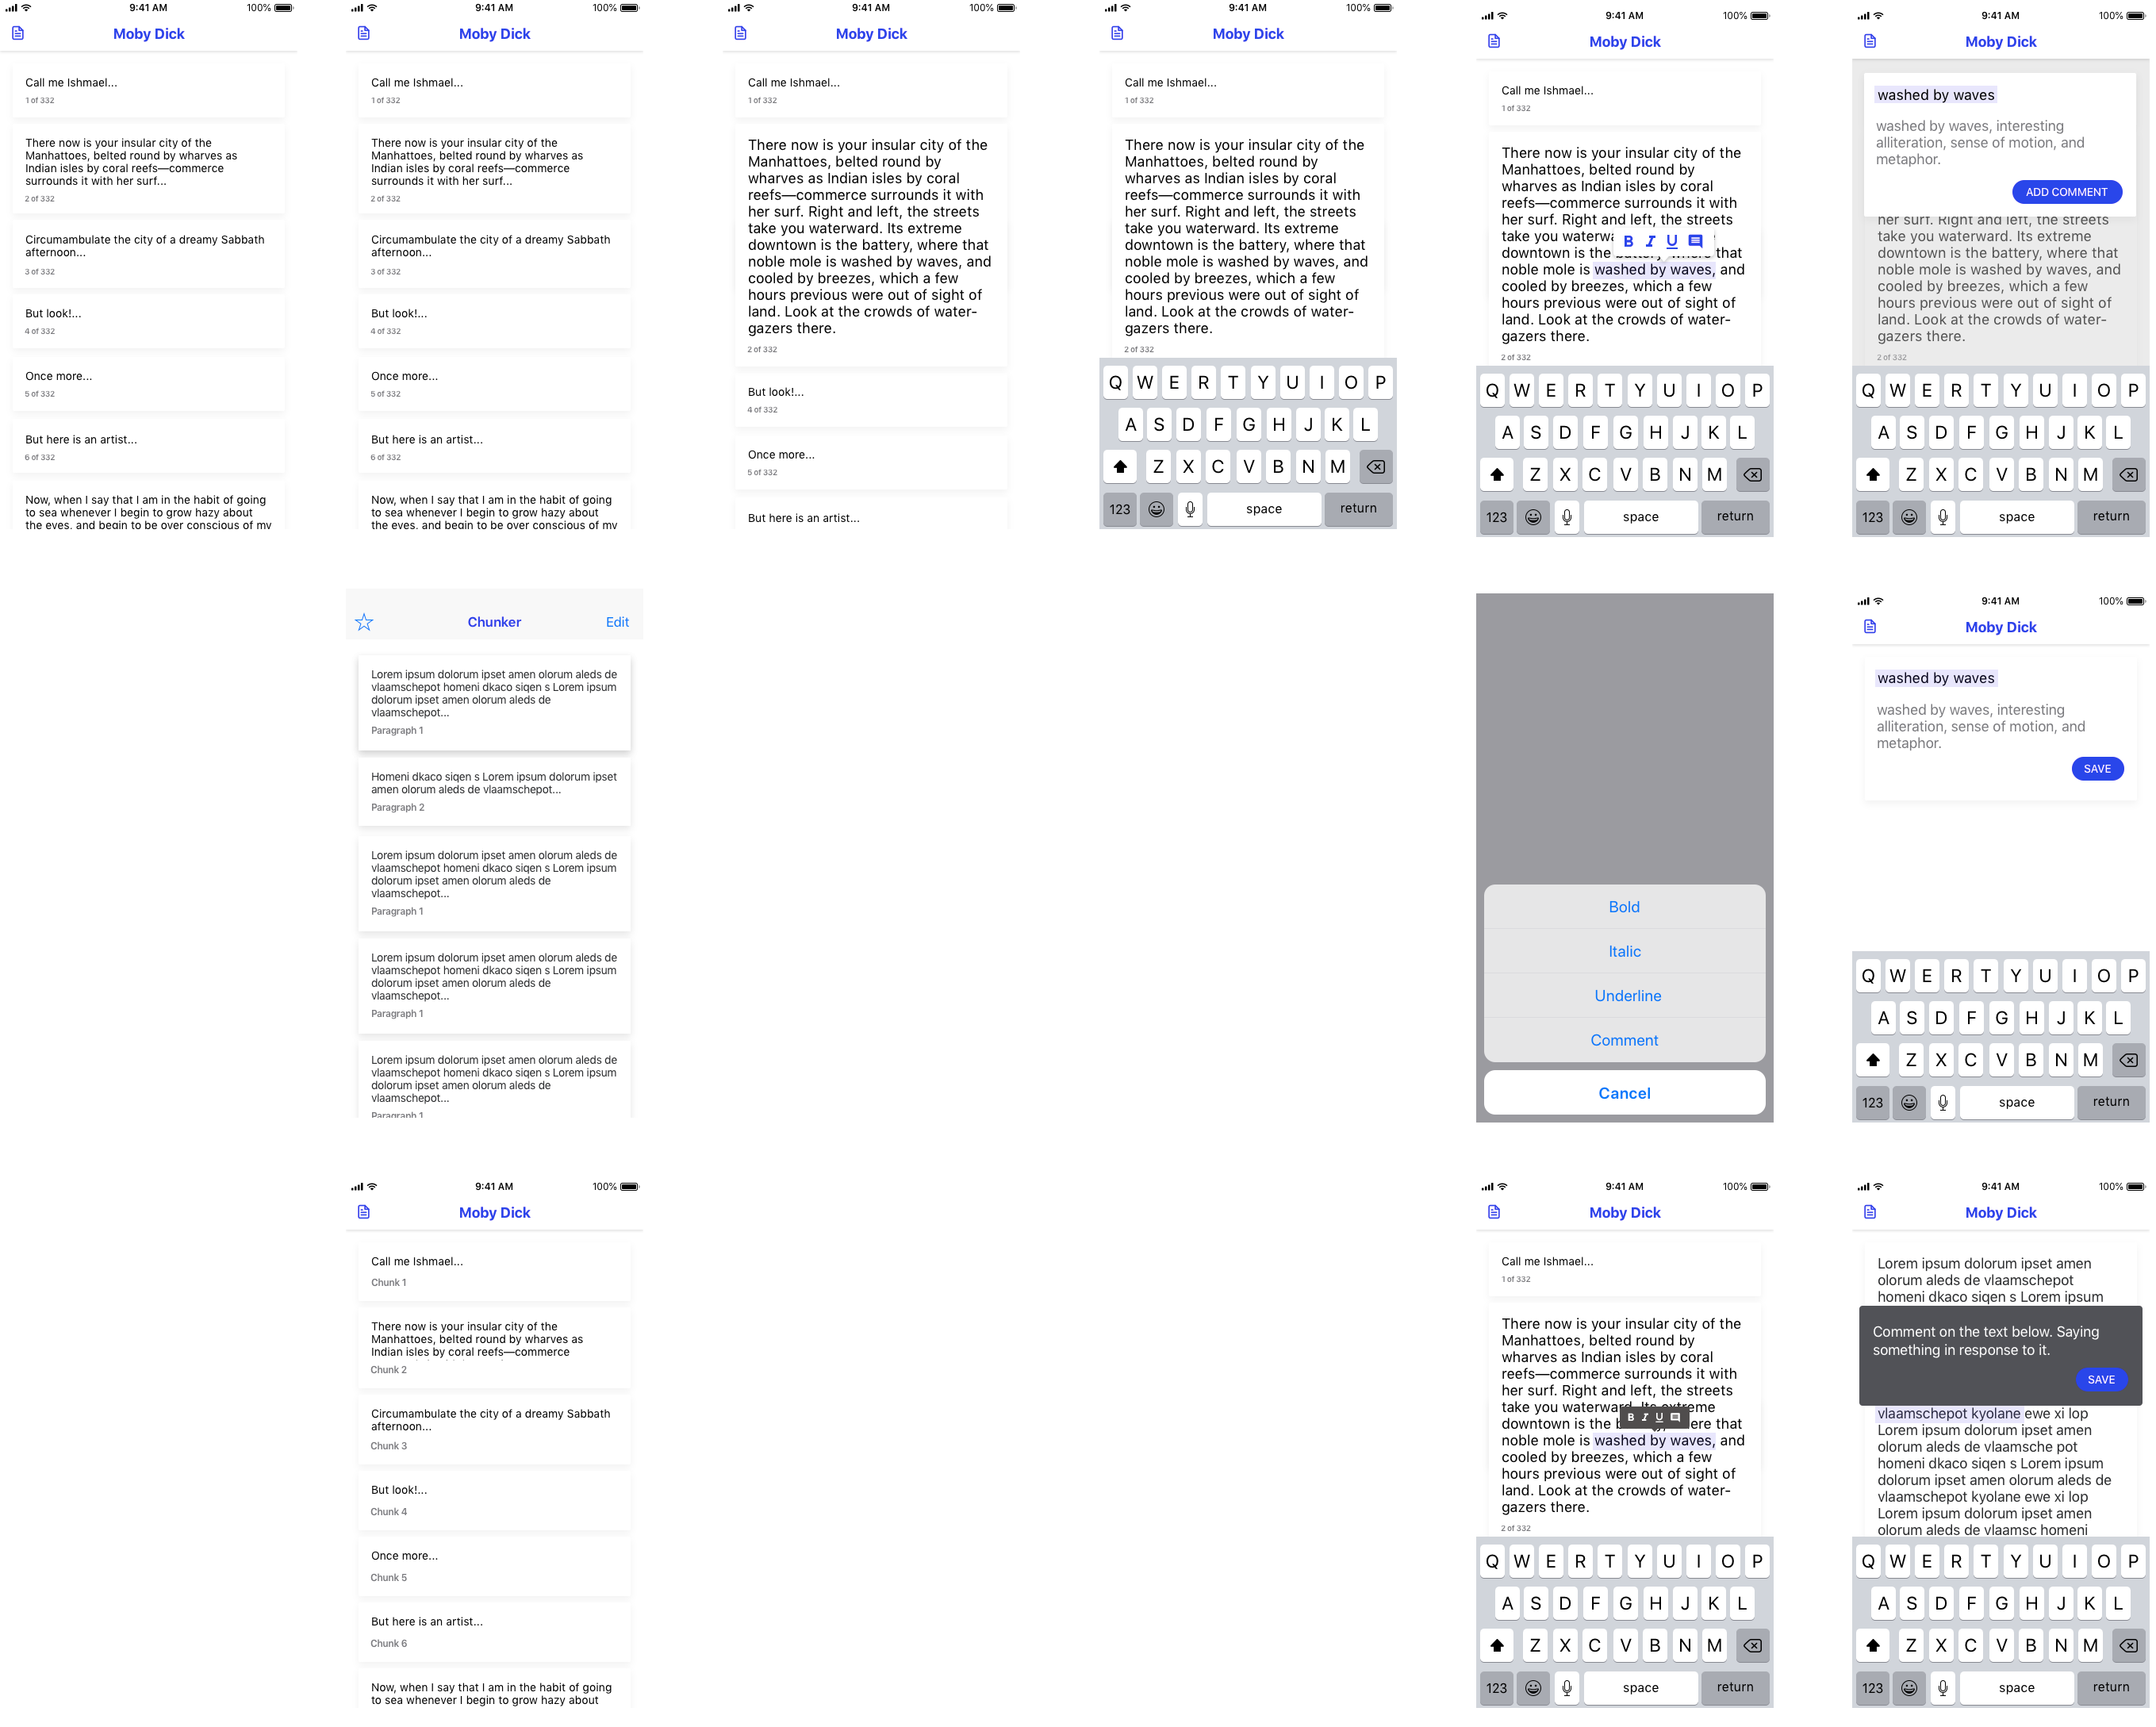 9:41 AM
100%
Moby Dick
Call me Ishmael...
1 of 332
There now is your insular city of the
Manhattoes, belted round by wharves as
Indian isles by coral reefs—commerce
surrounds it with her surf...
2 of 332
Circumambulate the city of a dreamy Sabbath
afternoon...
3 of 332
But look!...
4 of 332
Once more...
5 of 332
But here is an artist...
6 of 332
Now, when I say that I am in the habit of going
to sea whenever I begin to grow hazy about
the eyes, and begin to be over conscious of my
9:41 AM
100%
Moby Dick
Call me Ishmael...
1 of 332
There now is your insular city of the
Manhattoes, belted round by wharves as
Indian isles by coral reefs—commerce
surrounds it with her surf...
2 of 332
Circumambulate the city of a dreamy Sabbath
afternoon...
3 of 332
But look!...
4 of 332
Once more...
5 of 332
But here is an artist...
6 of 332
Now, when I say that I am in the habit of going
to sea whenever I begin to grow hazy about
the eyes, and begin to be over conscious of my
9:41 AM
100%
Moby Dick
Call me Ishmael...
1 of 332
There now is your insular city of the
Manhattoes, belted round by
wharves as Indian isles by coral
reefs—commerce surrounds it with
her surf. Right and left, the streets
take you waterward. Its extreme
downtown is the battery, where that
noble mole is washed by waves, and
cooled by breezes, which a few
hours previous were out of sight of
land. Look at the crowds of water-
gazers there.
2 of 332
But look!...
4 of 332
Once more...
5 of 332
But here is an artist...
9:41 AM
100%
Moby Dick
Call me Ishmael...
1 of 332
There now is your insular city of the
Manhattoes, belted round by
wharves as Indian isles by coral
reefs—commerce surrounds it with
her surf. Right and left, the streets
take you waterward. Its extreme
downtown is the battery, where that
noble mole is washed by waves, and
cooled by breezes, which a few
hours previous were out of sight of
land. Look at the crowds of water-
gazers there.
2 of 332
Q W E R T Y U I O P
A S D F G H J K L
Z X C V B N M
123 space return
9:41 AM
100%
Moby Dick
Call me Ishmael...
1 of 332
There now is your insular city of the
Manhattoes, belted round by
wharves as Indian isles by coral
reefs—commerce surrounds it with
her surf. Right and left, the streets
take you waterwa
B I U
downtown is the battery, where that
noble mole is washed by waves, and
cooled by breezes, which a few
hours previous were out of sight of
land. Look at the crowds of water-
gazers there.
2 of 332
Q W E R T Y U I O P
A S D F G H J K L
Z X C V B N M
123 space return
9:41 AM
100%
Moby Dick
washed by waves
washed by waves, interesting
alliteration, sense of motion, and
metaphor.
ADD COMMENT
her surf. Right and left, the streets
take you waterward. Its extreme
downtown is the battery, where that
noble mole is washed by waves, and
cooled by breezes, which a few
hours previous were out of sight of
land. Look at the crowds of water-
gazers there.
2 of 332
Q W E R T Y U I O P
A S D F G H J K L
Z X C V B N M
123 space return
Chunker
Edit
Lorem ipsum dolorum ipset amen olorum aleds de
vlaamschepot homeni dkaco siqen s Lorem ipsum
dolorum ipset amen olorum aleds de
vlaamschepot...
Paragraph 1
Homeni dkaco siqen s Lorem ipsum dolorum ipset
amen olorum aleds de vlaamschepot...
Paragraph 2
Lorem ipsum dolorum ipset amen olorum aleds de
vlaamschepot homeni dkaco siqen s Lorem ipsum
dolorum ipset amen olorum aleds de
vlaamschepot...
Paragraph 1
Lorem ipsum dolorum ipset amen olorum aleds de
vlaamschepot homeni dkaco siqen s Lorem ipsum
dolorum ipset amen olorum aleds de
vlaamschepot...
Paragraph 1
Lorem ipsum dolorum ipset amen olorum aleds de
vlaamschepot homeni dkaco siqen s Lorem ipsum
dolorum ipset amen olorum aleds de
vlaamschepot...
Paragraph 1
Bold
Italic
Underline
Comment
Cancel
9:41 AM
100%
Moby Dick
washed by waves
washed by waves, interesting
alliteration, sense of motion, and
metaphor.
SAVE
Q W E R T Y U I O P
A S D F G H J K L
Z X C V B N M
123 space return
9:41 AM
100%
Moby Dick
Call me Ishmael...
Chunk 1
There now is your insular city of the
Manhattoes, belted round by wharves as
Indian isles by coral reefs—commerce
Chunk 2
Circumambulate the city of a dreamy Sabbath
afternoon...
Chunk 3
But look!...
Chunk 4
Once more...
Chunk 5
But here is an artist...
Chunk 6
Now, when I say that I am in the habit of going
to sea whenever I begin to grow hazy about
9:41 AM
100%
Moby Dick
Call me Ishmael...
1 of 332
There now is your insular city of the
Manhattoes, belted round by
wharves as Indian isles by coral
reefs—commerce surrounds it with
her surf. Right and left, the streets
take you waterward. Its extreme
B I U
downtown is the b ere that
noble mole is washed by waves, and
cooled by breezes, which a few
hours previous were out of sight of
land. Look at the crowds of water-
gazers there.
2 of 332
Q W E R T Y U I O P
A S D F G H J K L
Z X C V B N M
123 space return
9:41 AM
100%
Moby Dick
Lorem ipsum dolorum ipset amen
olorum aleds de vlaamschepot
homeni dkaco siqen s Lorem ipsum
Comment on the text below. Saying
something in response to it.
SAVE
vlaamschepot kyolane ewe xi lop
Lorem ipsum dolorum ipset amen
olorum aleds de vlaamsche pot
homeni dkaco siqen s Lorem ipsum
dolorum ipset amen olorum aleds de
vlaamschepot kyolane ewe xi lop
Lorem ipsum dolorum ipset amen
olorum aleds de vlaamsc homeni
Q W E R T Y U I O P
A S D F G H J K L
Z X C V B N M
123 space return